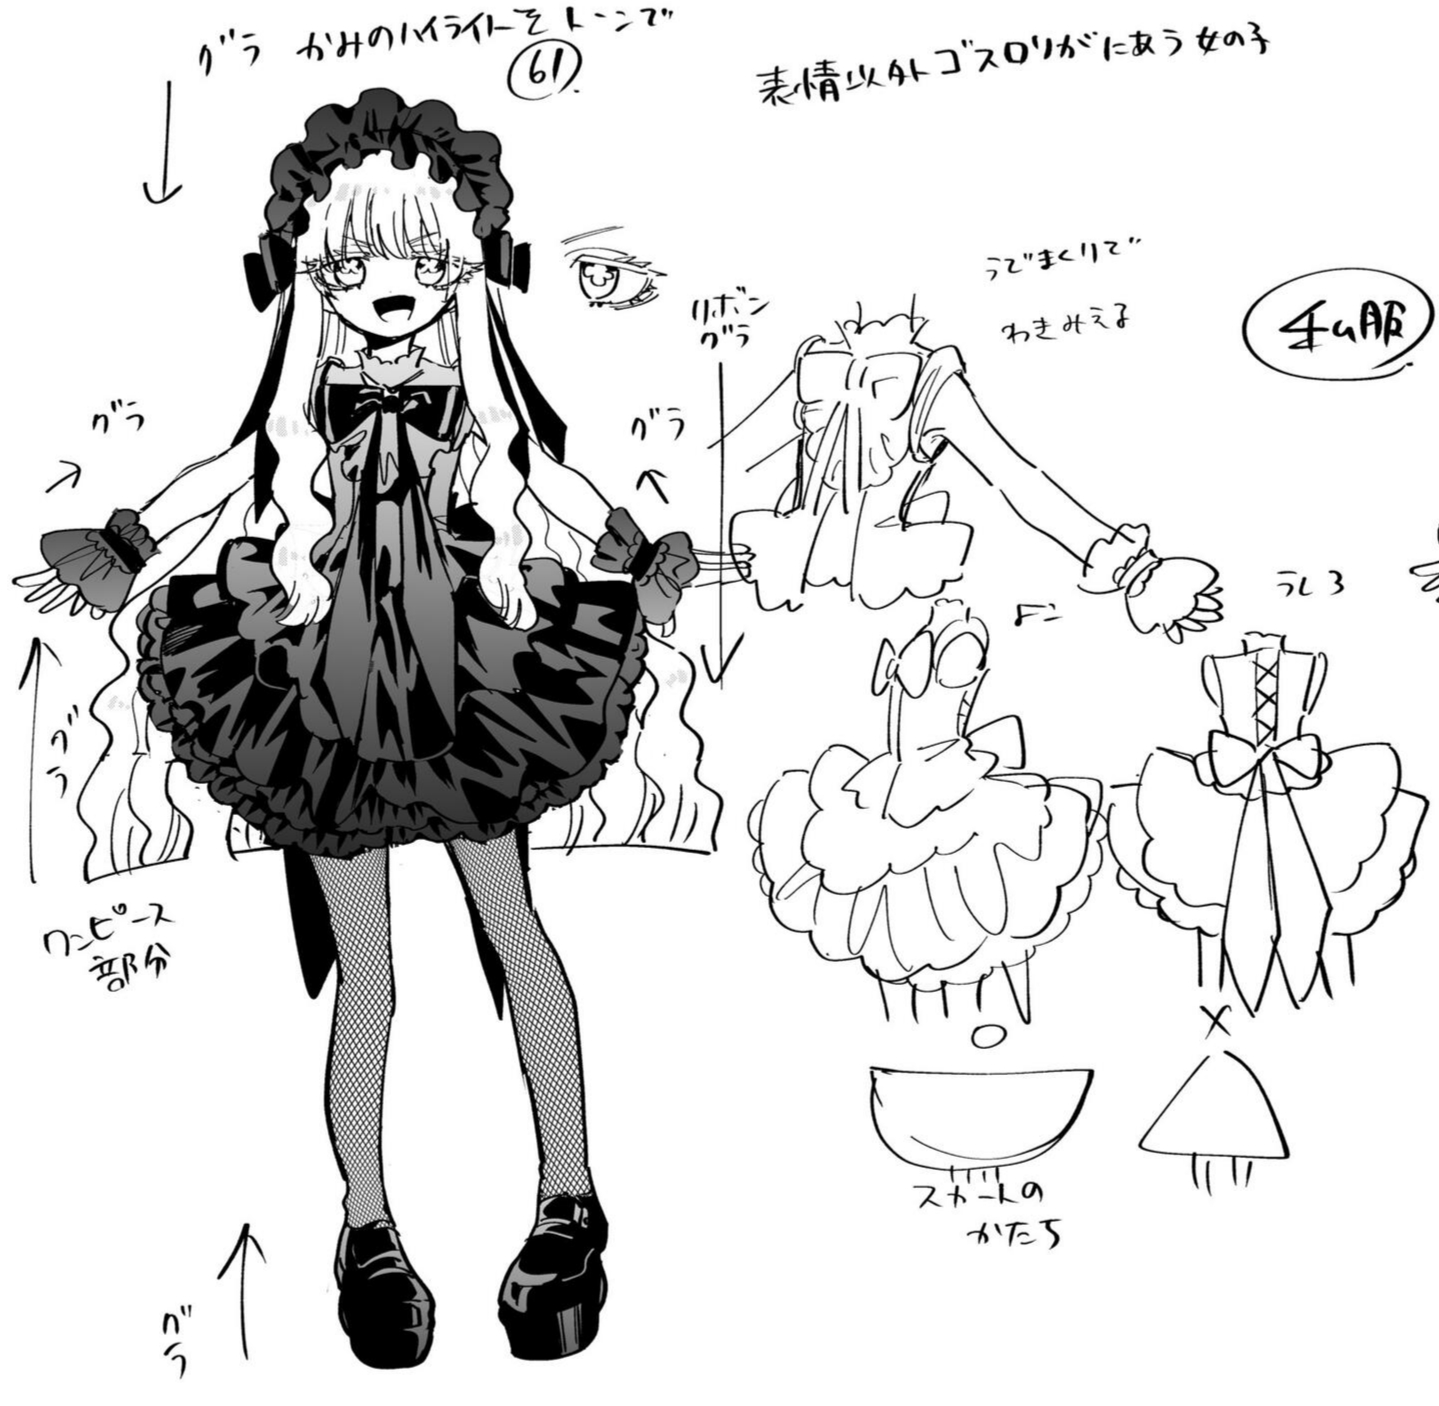 グラ かみのハイライトモトーンで
61
表情以外ゴスロリがにあう女の子
うでまくりで
わきみえる
私服
リボン
グラ
グラ
グラ
よこ
うしろ
グラ
ワンピース
部分
スカートの
かたち
グラ